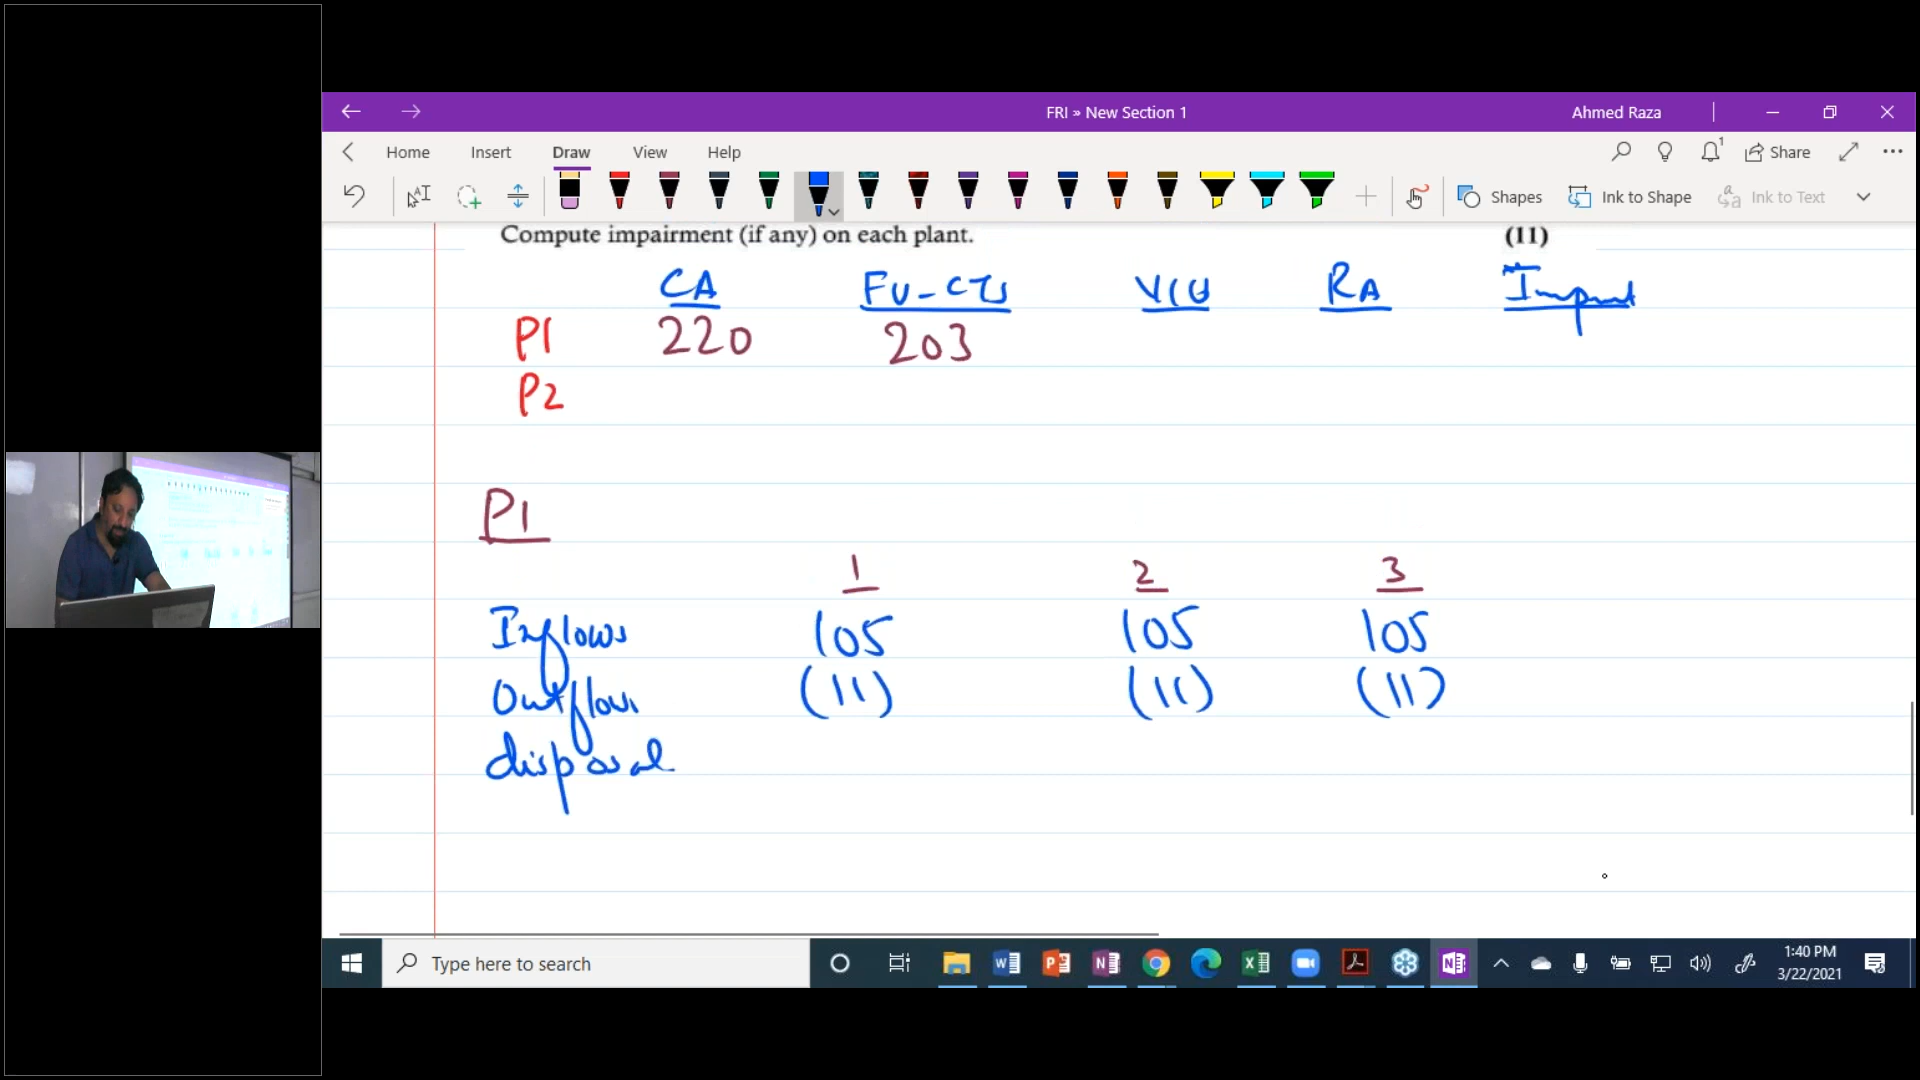 FRI » New Section 1
Ahmed Raza
Home Insert Draw View Help
Share
Shapes Ink to Shape Ink to Text
Compute impairment (if any) on each plant. (11)
CA FV-CTS VIU RA
P1 220 203
P2
P1
1 2 3
Inflows 105 105 105
Outflow (11) (11) (11)
disposal
Type here to search
1:40 PM
3/22/2021